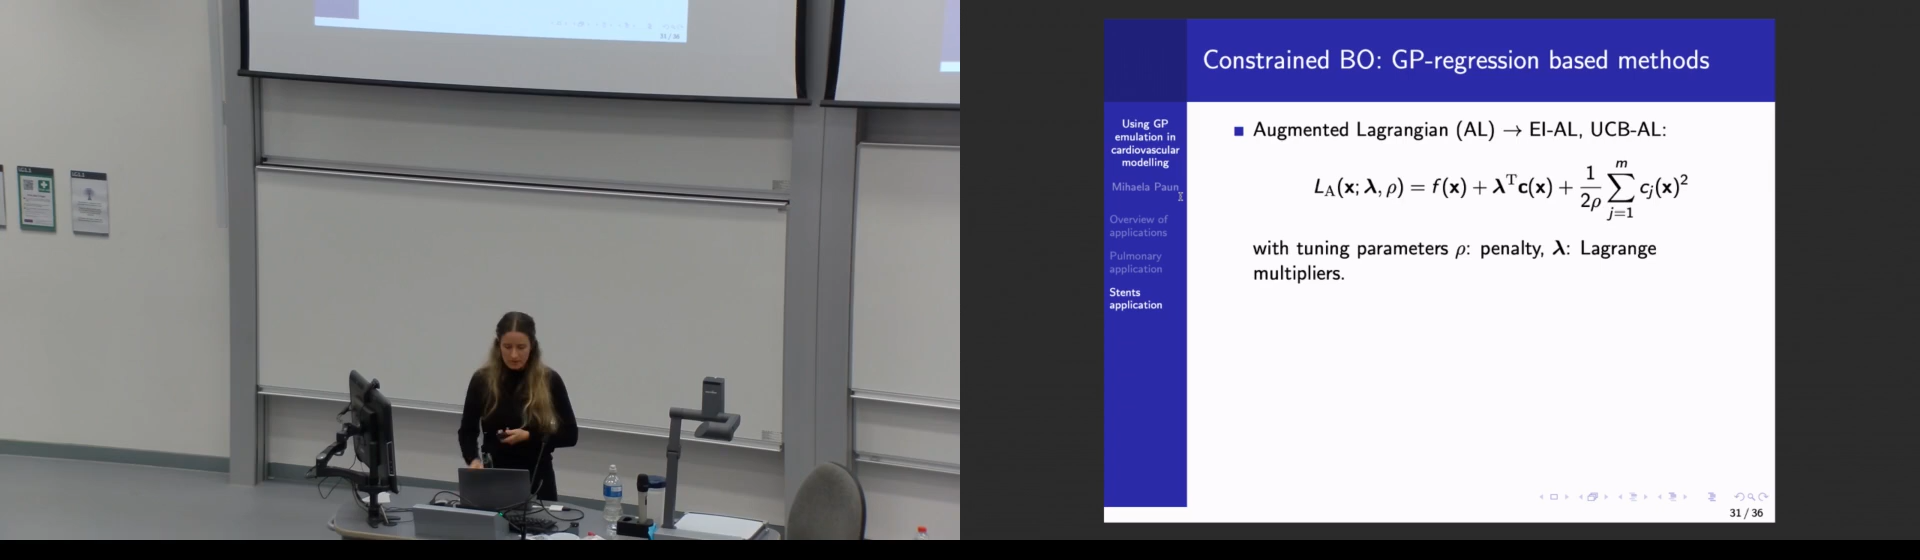 31 / 36
Constrained BO: GP-regression based methods
Using GP
emulation in
cardiovascular
modelling
Mihaela Paun
Overview of
applications
Pulmonary
application
Stents
application
Augmented Lagrangian (AL) → EI-AL, UCB-AL:
L_A(x; λ, ρ) = f(x) + λ^T c(x) + 1/2ρ ∑_{j=1}^{m} c_j(x)^2
with tuning parameters ρ: penalty, λ: Lagrange
multipliers.
31 / 36